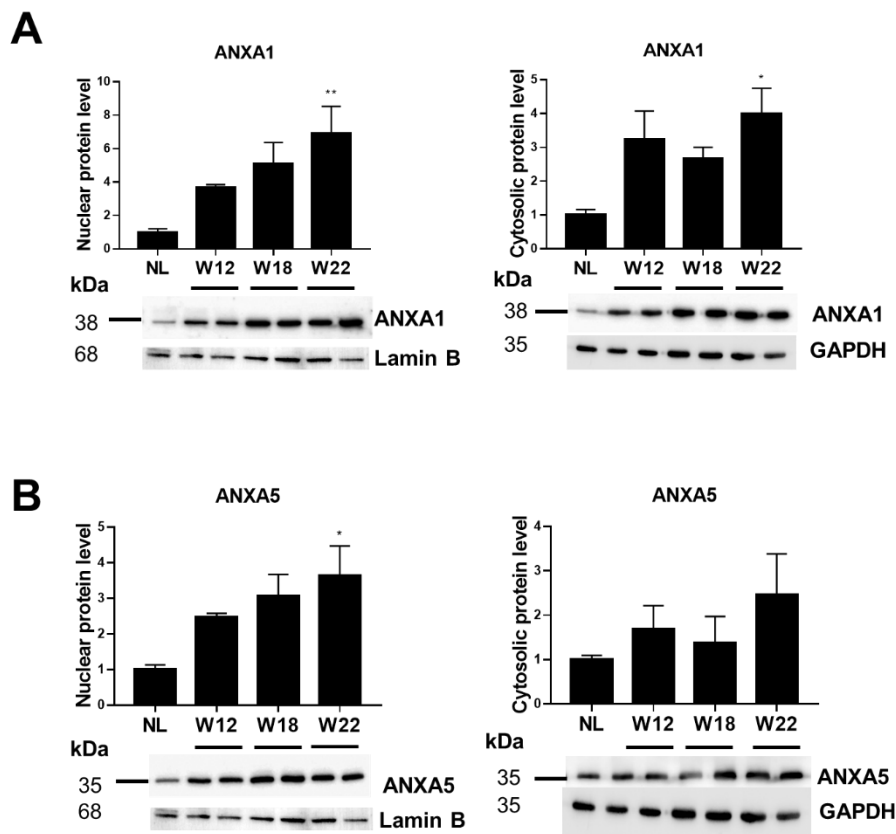 A
ANXA1
Nuclear protein level
10
8
6
4
2
0
**
NL W12 W18 W22
kDa
38 ANXA1
68 Lamin B
ANXA1
Cytosolic protein level
5
4
3
2
1
0
*
NL W12 W18 W22
38 ANXA1
35 GAPDH
B
ANXA5
Nuclear protein level
5
4
3
2
1
0
*
NL W12 W18 W22
kDa
35 ANXA5
68 Lamin B
ANXA5
Cytosolic protein level
4
3
2
1
0
NL W12 W18 W22
kDa
35 ANXA5
35 GAPDH